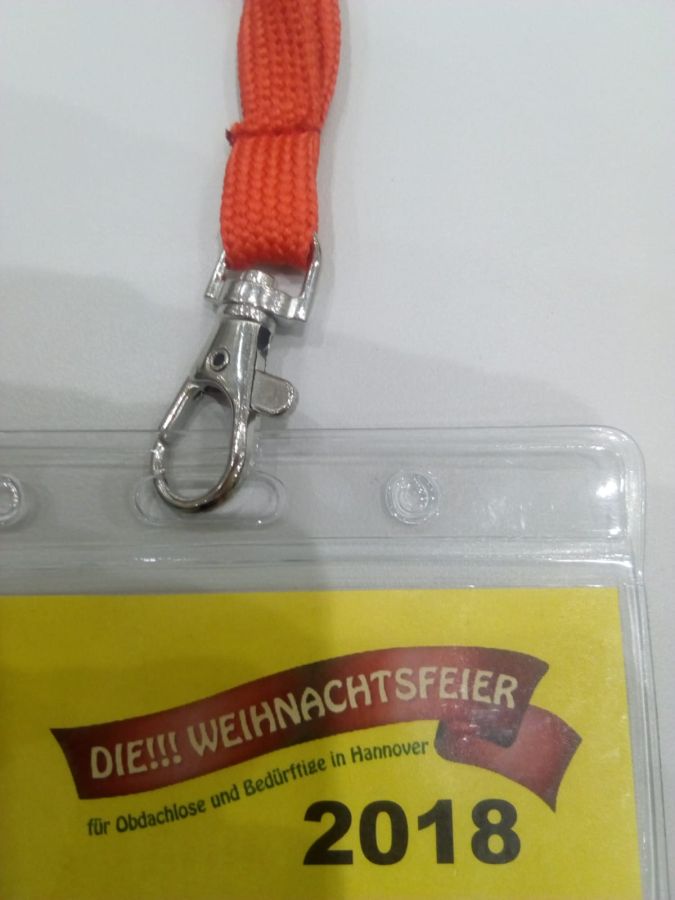 DIE!!! WEIHNACHTSFEIER
für Obdachlose und Bedürftige in Hannover
2018